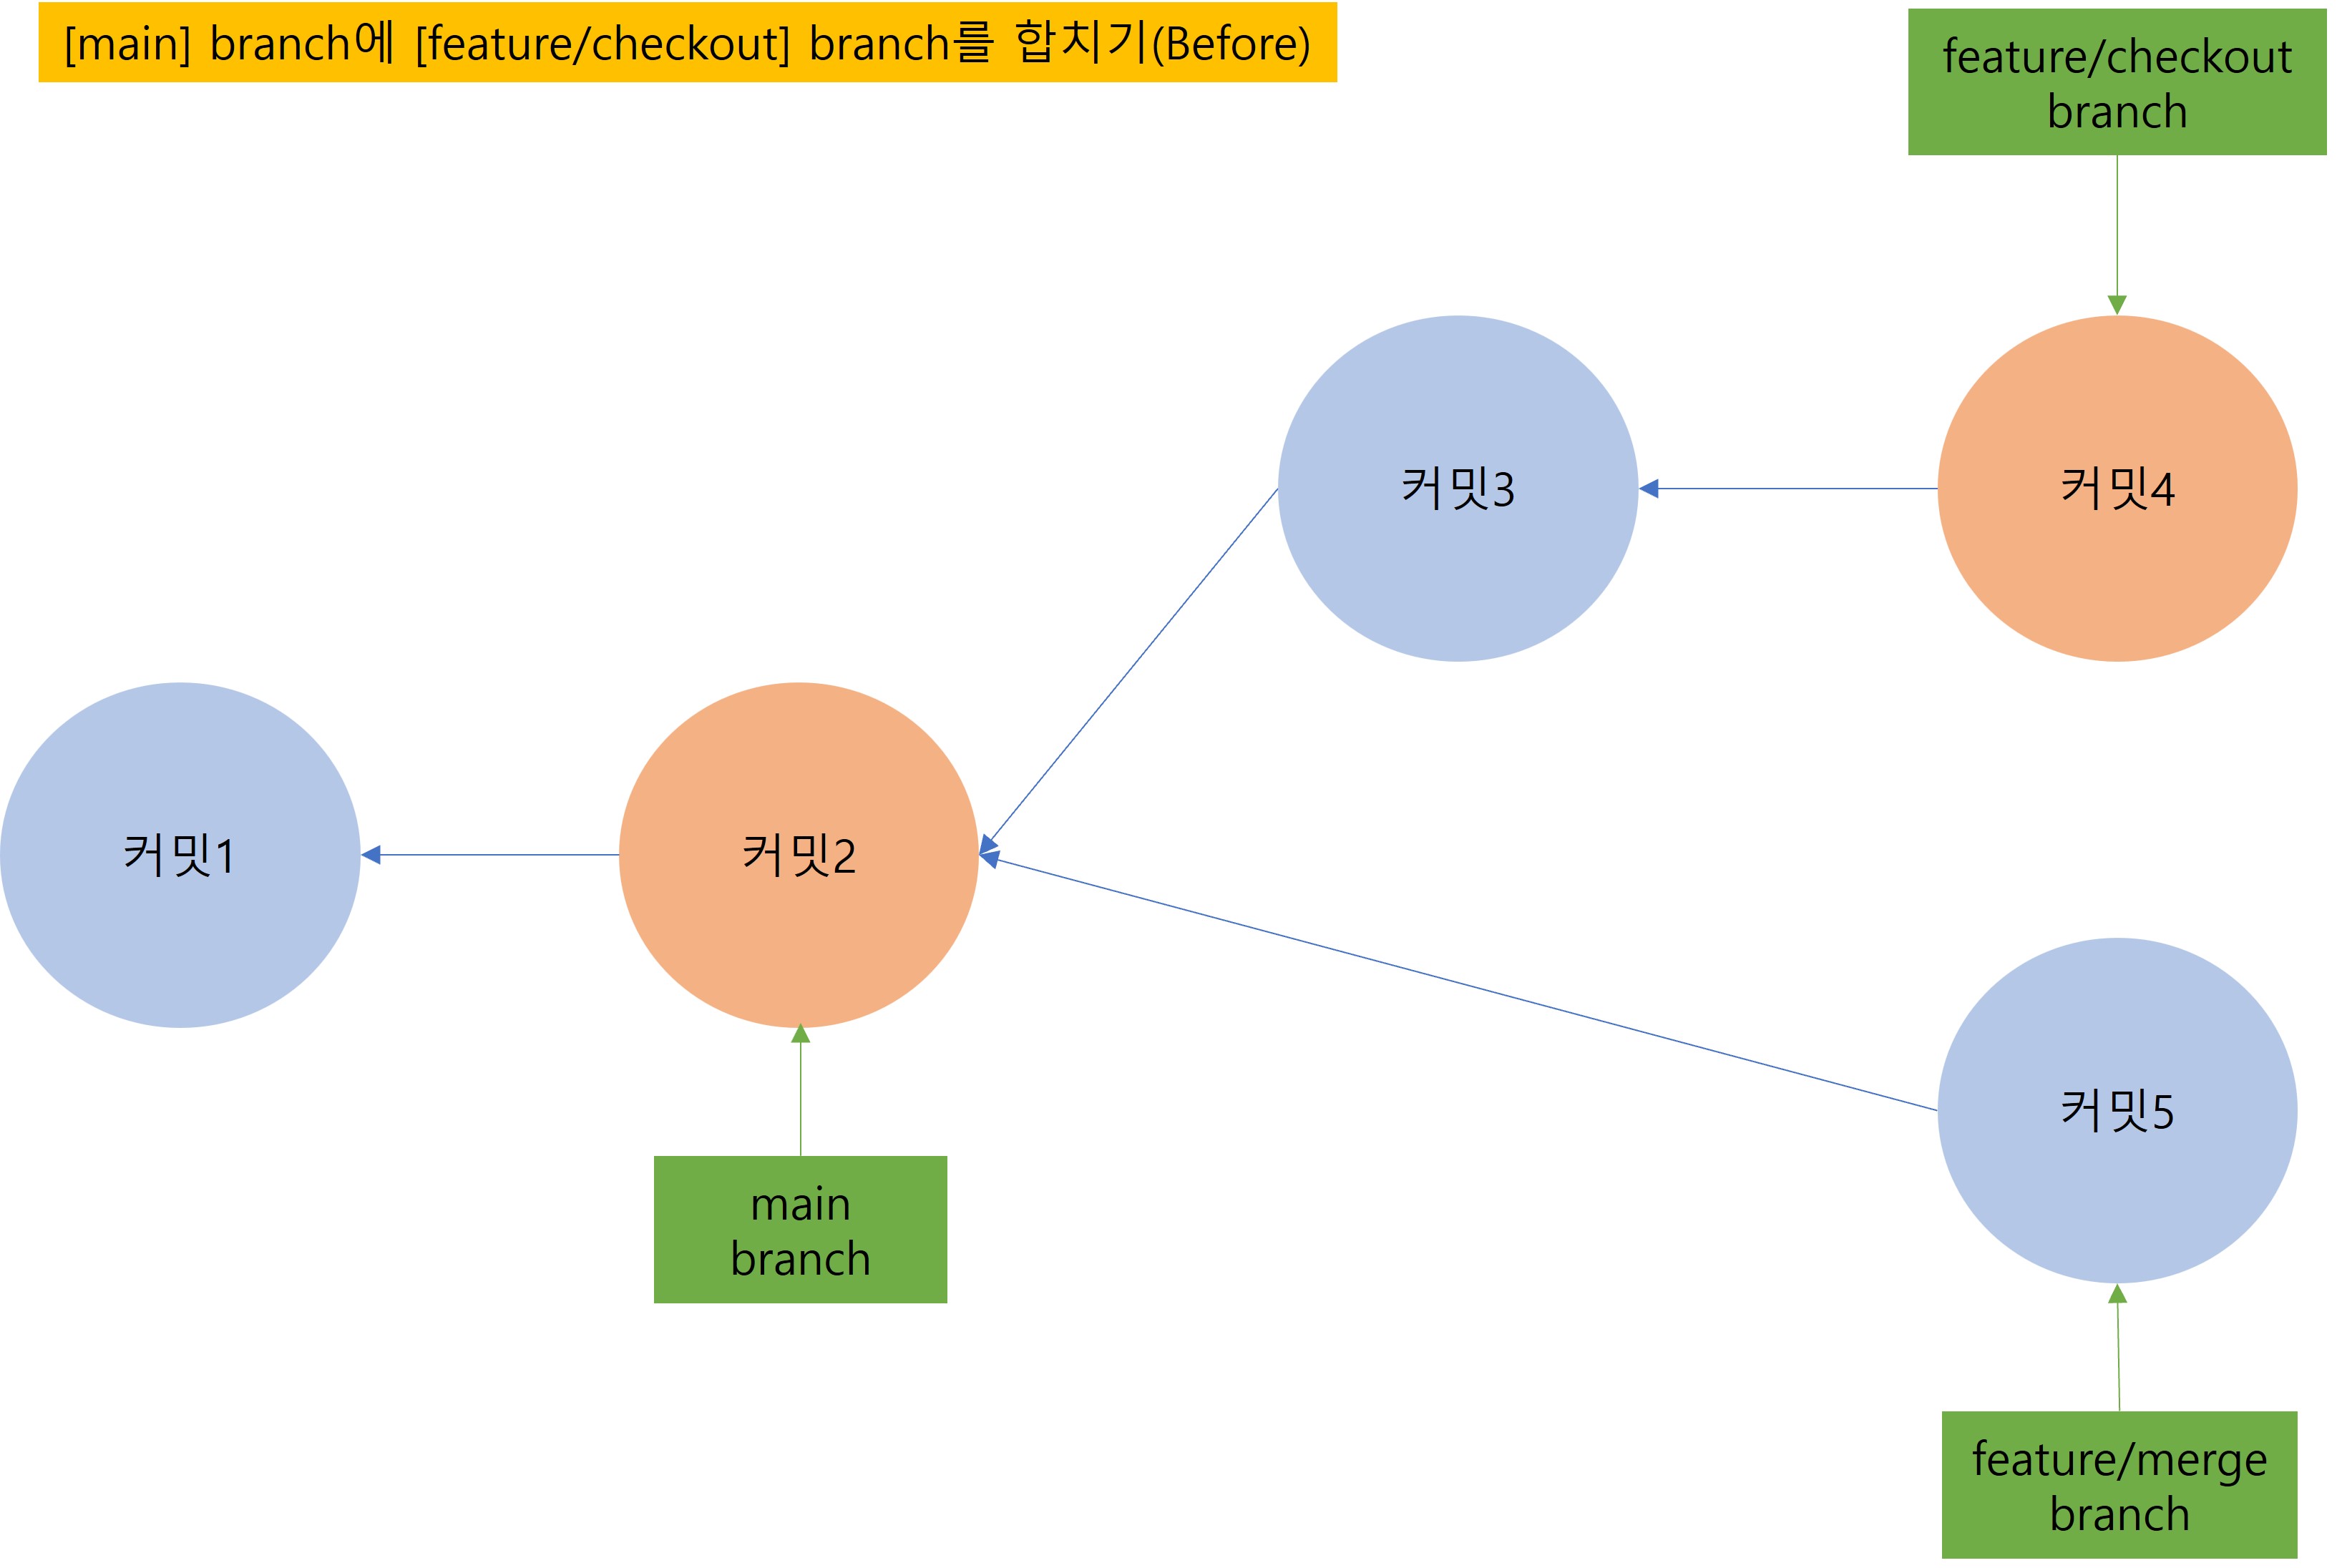 [main] branch에 [feature/checkout] branch를 합치기(Before)
feature/checkout
branch
커밋3
커밋4
커밋1
커밋2
커밋5
main
branch
feature/merge
branch